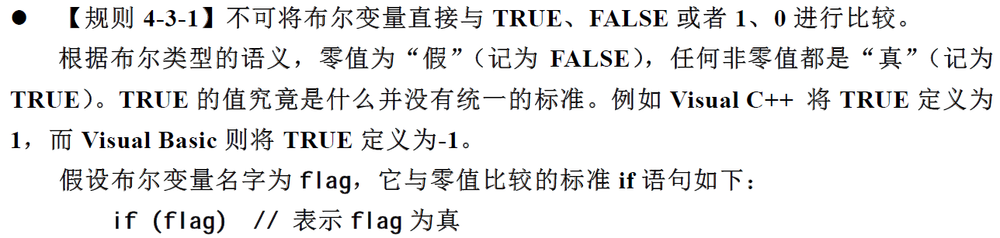 ● 【规则 4-3-1】不可将布尔变量直接与 TRUE、FALSE 或者 1、0 进行比较。
根据布尔类型的语义，零值为“假”（记为 FALSE），任何非零值都是“真”（记为
TRUE）。TRUE 的值究竟是什么并没有统一的标准。例如 Visual C++ 将 TRUE 定义为
1，而 Visual Basic 则将 TRUE 定义为-1。
假设布尔变量名字为 flag，它与零值比较的标准 if 语句如下：
if (flag) // 表示 flag 为真